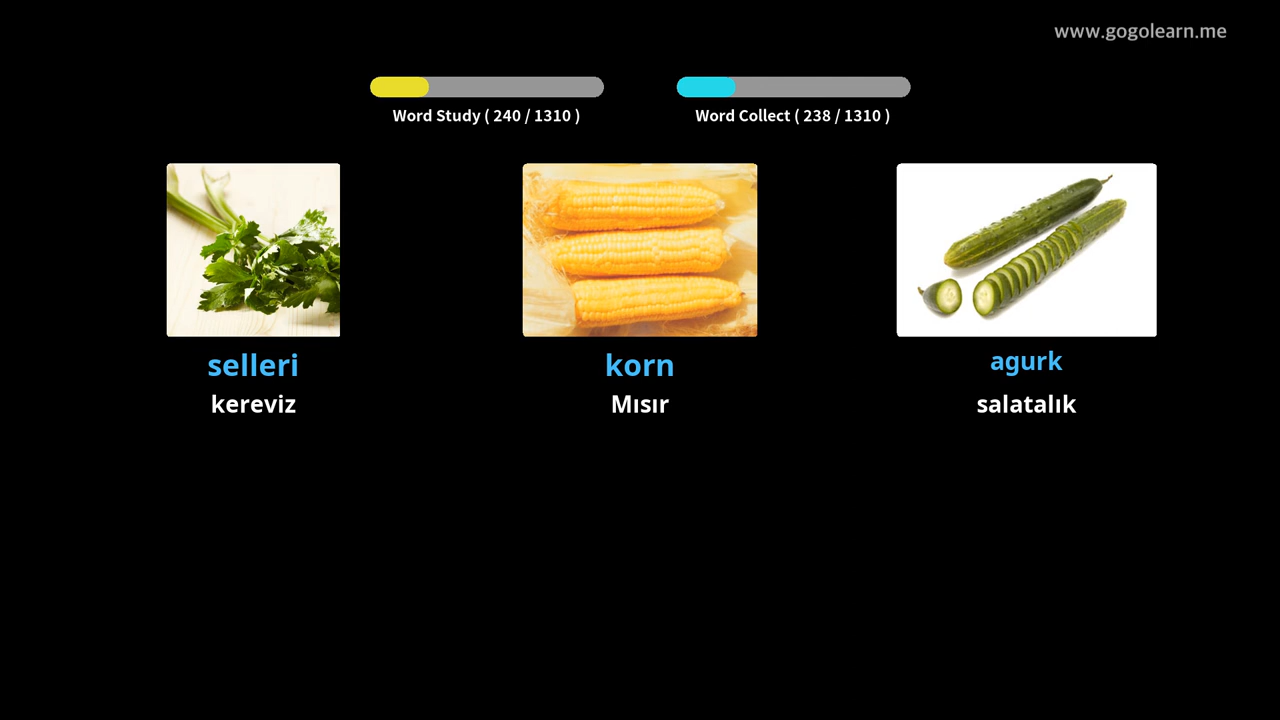 www.gogolearn.me
Word Study ( 240 / 1310 )
Word Collect ( 238 / 1310 )
selleri
korn
agurk
kereviz
Mısır
salatalık